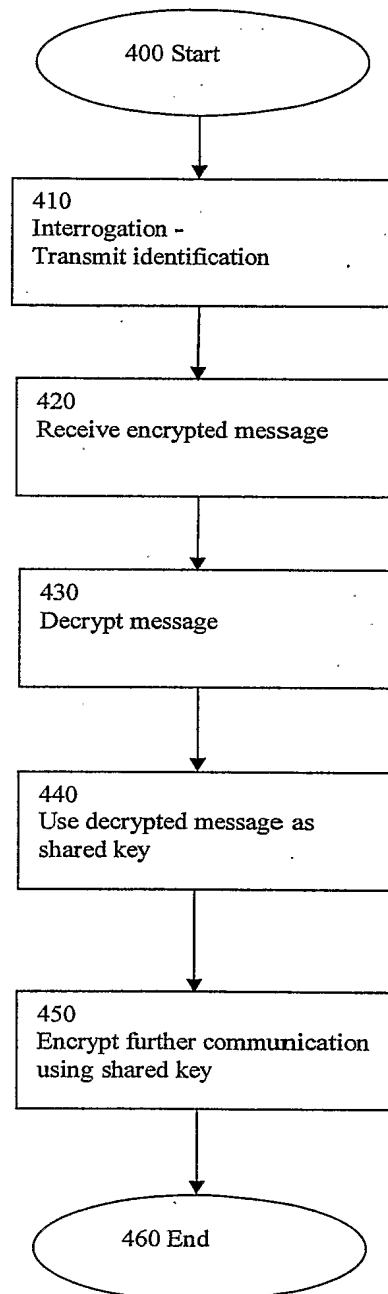 400 Start
410
Interrogation -
Transmit identification
420
Receive encrypted message
430
Decrypt message
440
Use decrypted message as
shared key
450
Encrypt further communication
using shared key
460 End